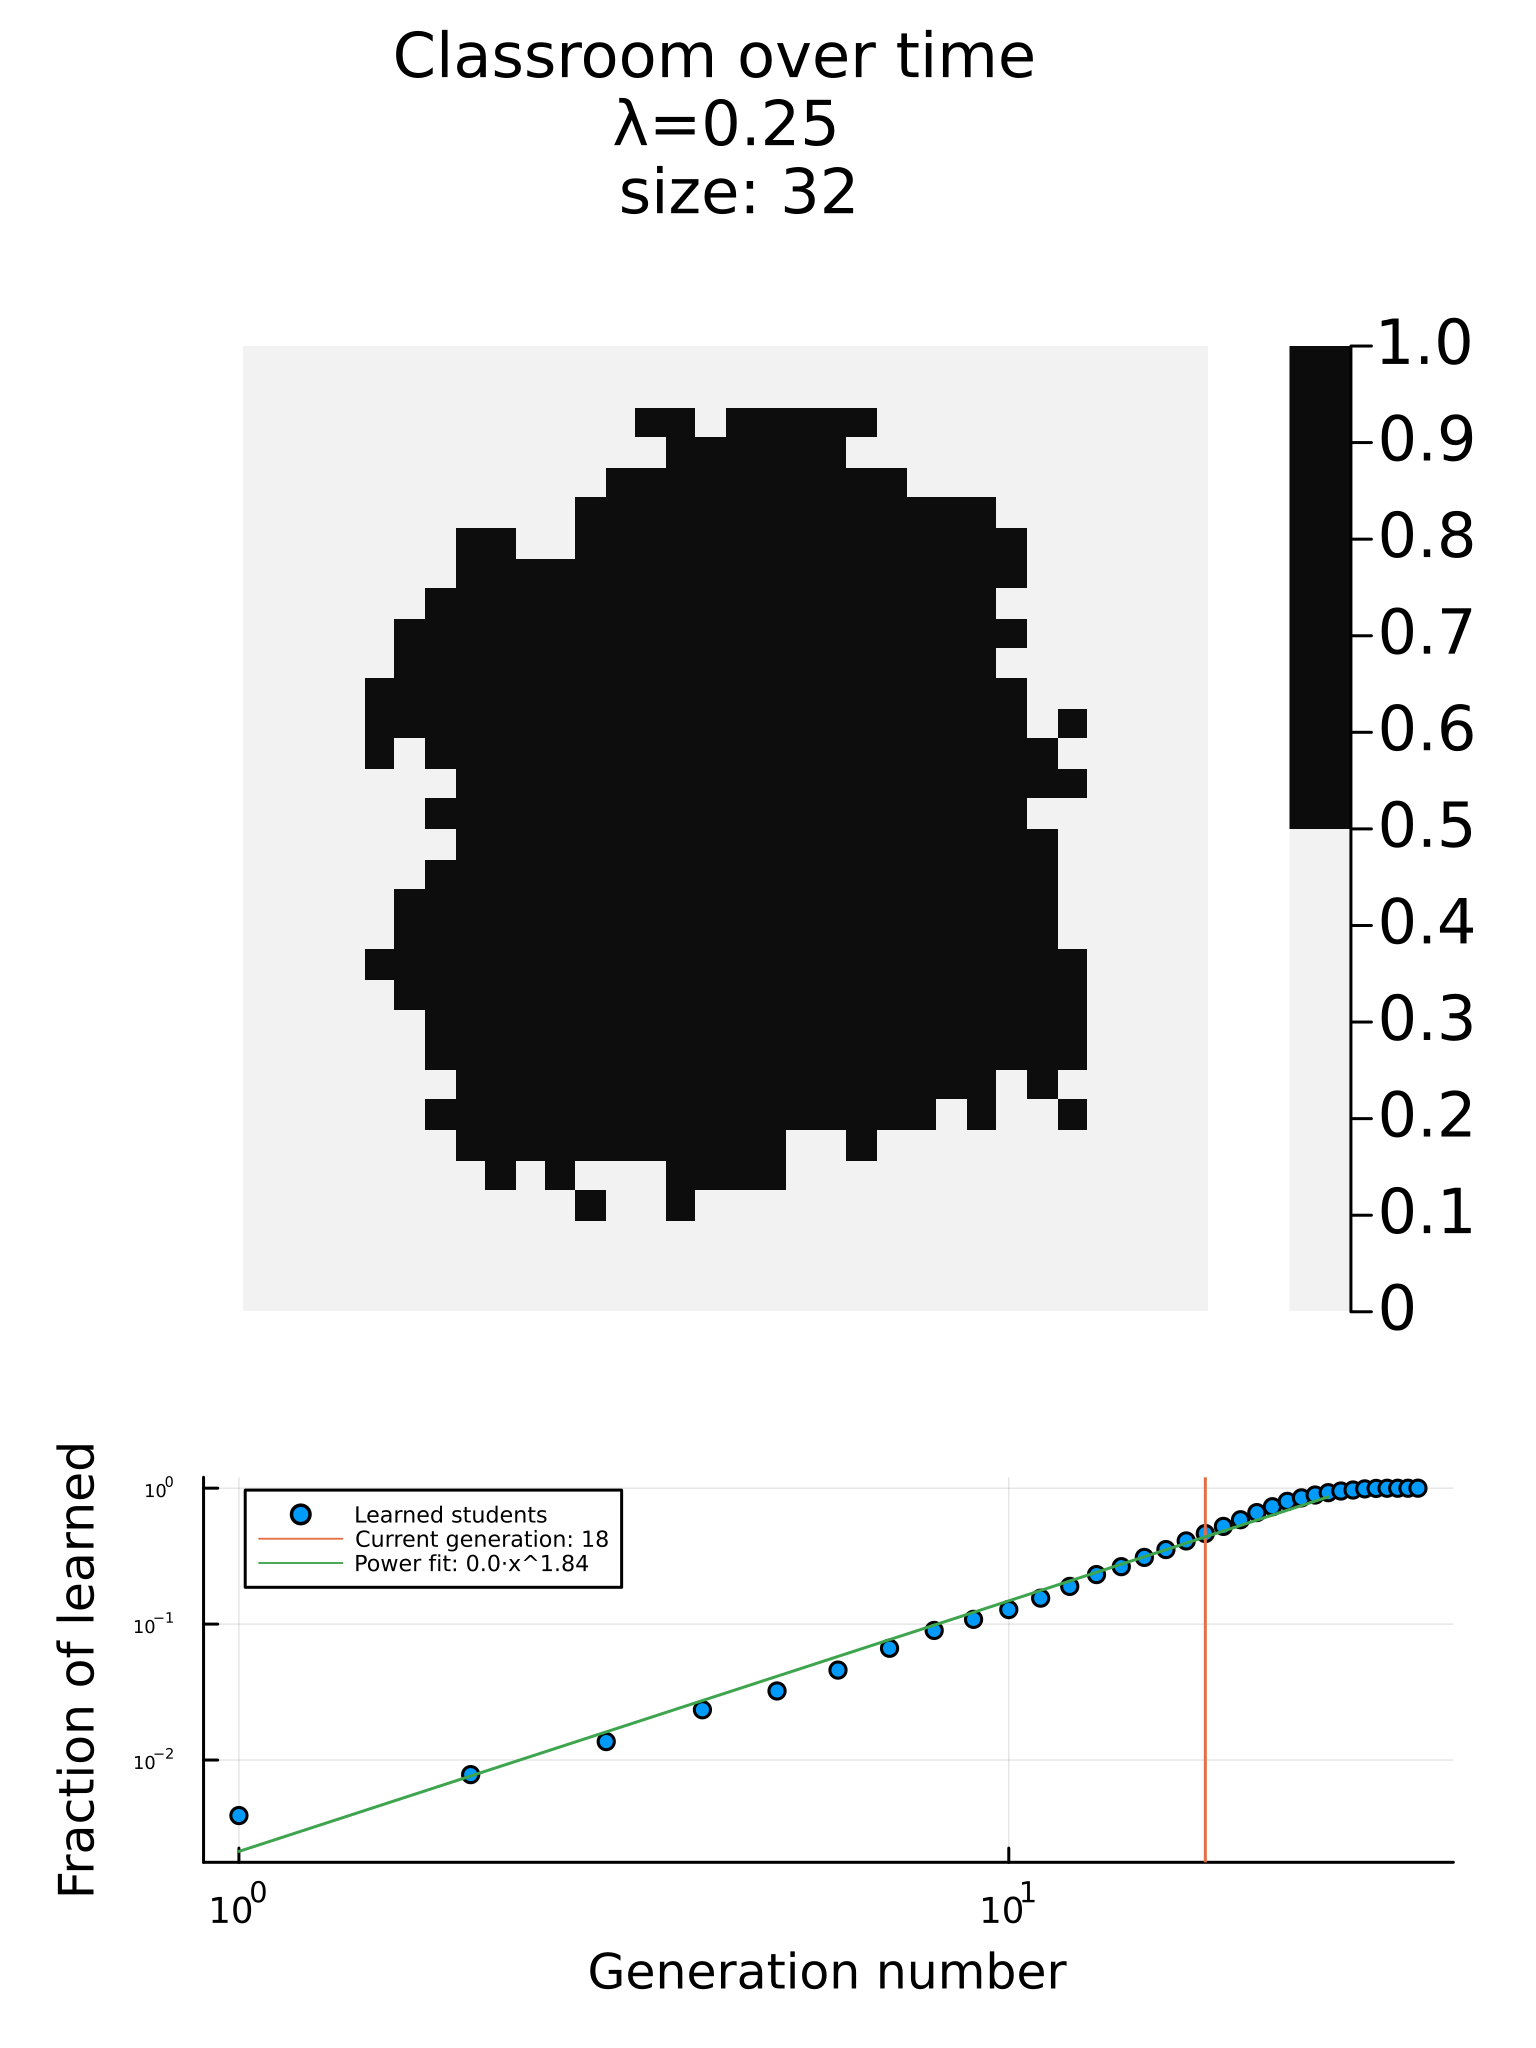 Classroom over time
λ=0.25
size: 32
1.0
0.9
0.8
0.7
0.6
0.5
0.4
0.3
0.2
0.1
0
Fraction of learned
10^0
10^-1
10^-2
Learned students
Current generation: 18
Power fit: 0.0·x^1.84
10^0 10^1
Generation number